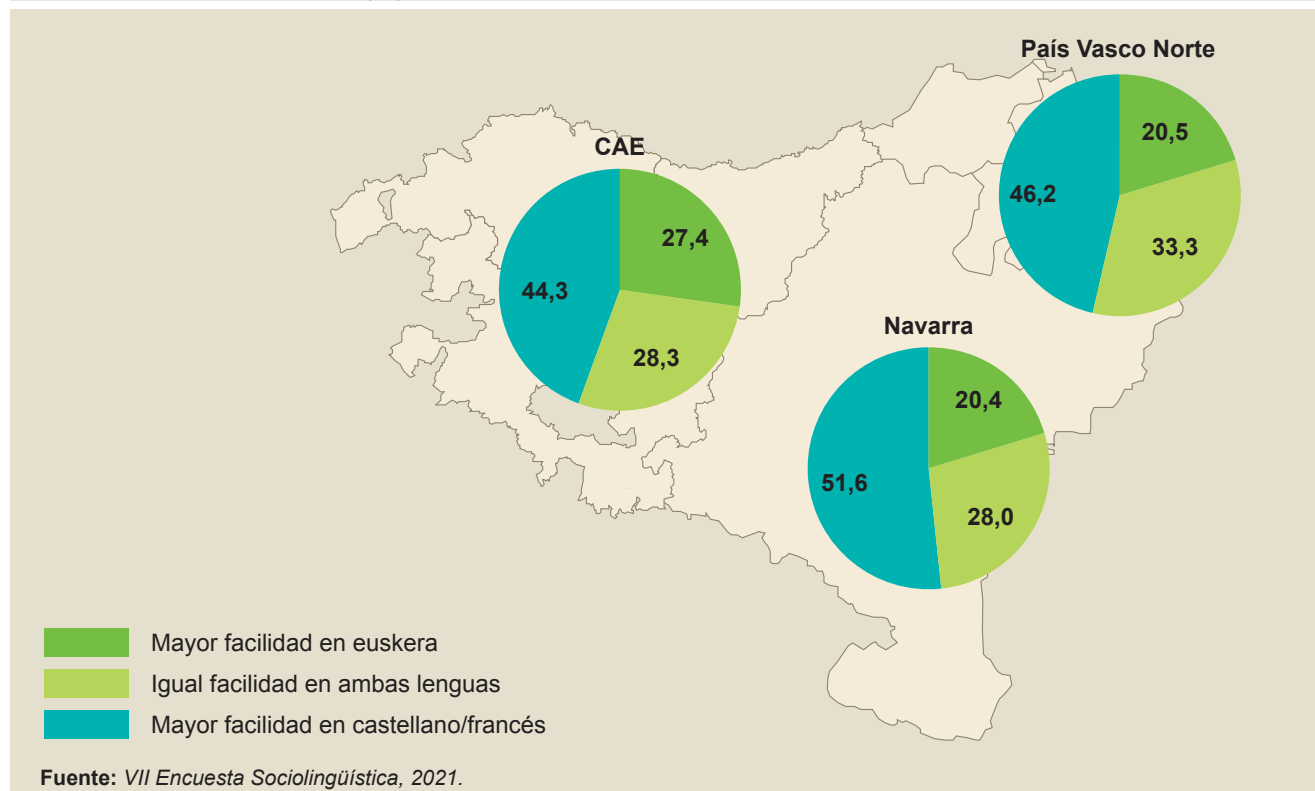 País Vasco Norte
20,5
46,2
33,3
CAE
27,4
44,3
28,3
Navarra
20,4
51,6
28,0
Mayor facilidad en euskera
Igual facilidad en ambas lenguas
Mayor facilidad en castellano/francés
Fuente: VII Encuesta Sociolingüística, 2021.